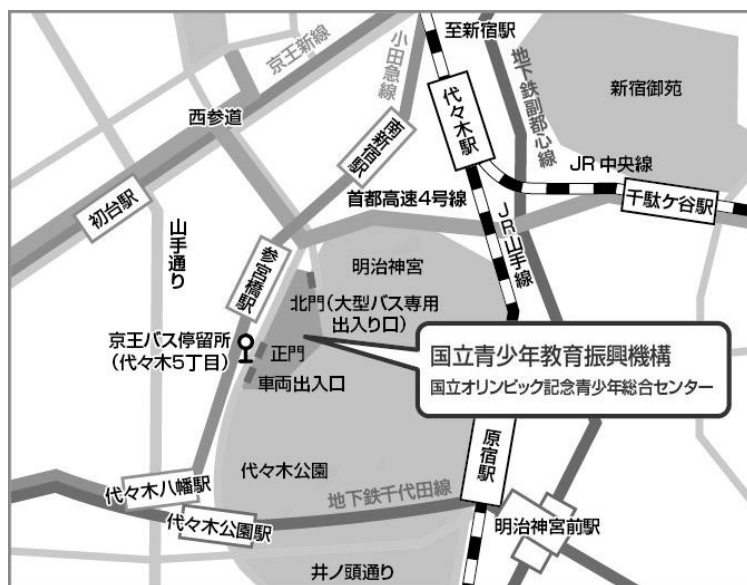 至新宿駅
京王新線
小田急線
地下鉄副都心線
新宿御苑
代々木駅
西参道
南新宿駅
JR中央線
首都高速4号線
千駄ケ谷駅
初台駅
山手通り
JR山手線
参宮橋駅
明治神宮
北門（大型バス専用
出入り口）
京王バス停留所
（代々木5丁目）
正門
車両出入口
国立青少年教育振興機構
国立オリンピック記念青少年総合センター
原宿駅
代々木公園
代々木八幡駅
地下鉄千代田線
代々木公園駅
明治神宮前駅
井ノ頭通り